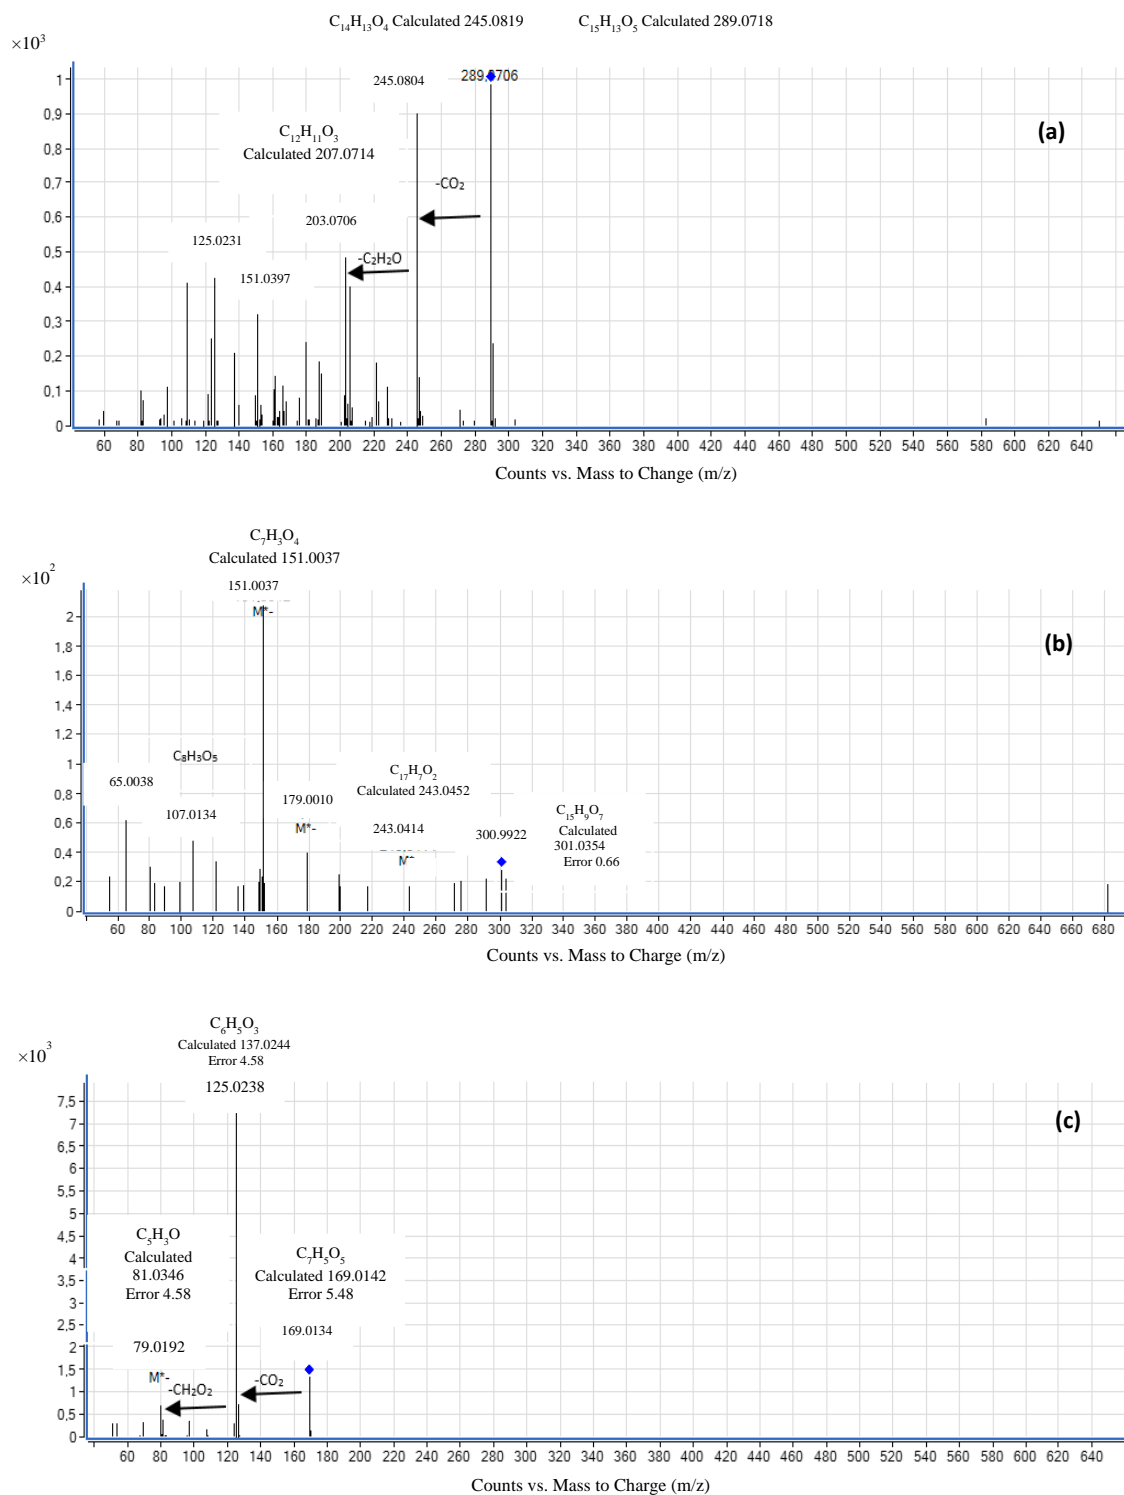 C₁₄H₁₃O₄ Calculated 245.0819 C₁₅H₁₃O₅ Calculated 289.0718
×10³
245.0804 289.0706
(a)
C₁₂H₁₁O₃
Calculated 207.0714
-CO₂
203.0706
125.0231
-C₂H₂O
151.0397
1
0,9
0,8
0,7
0,6
0,5
0,4
0,3
0,2
0,1
0
60 80 100 120 140 160 180 200 220 240 260 280 300 320 340 360 380 400 420 440 460 480 500 520 540 560 580 600 620 640
Counts vs. Mass to Change (m/z)
C₇H₃O₄
Calculated 151.0037
×10²
151.0037
M*-
(b)
C₈H₃O₅
65.0038
107.0134
179.0010
M*-
C₁₇H₇O₂
Calculated 243.0452
243.0414
M*
300.9922
C₁₅H₉O₇
Calculated
301.0354
Error 0.66
2
1,8
1,6
1,4
1,2
1
0,8
0,6
0,4
0,2
0
60 80 100 120 140 160 180 200 220 240 260 280 300 320 340 360 380 400 420 440 460 480 500 520 540 560 580 600 620 640 660 680
Counts vs. Mass to Charge (m/z)
C₆H₅O₃
Calculated 137.0244
Error 4.58
×10³
125.0238
(c)
C₅H₃O
Calculated
81.0346
Error 4.58
C₇H₅O₅
Calculated 169.0142
Error 5.48
169.0134
79.0192
M*-
-CH₂O₂
-CO₂
7,5
7
6,5
6
5,5
5
4,5
4
3,5
3
2,5
2
1,5
1
0,5
0
60 80 100 120 140 160 180 200 220 240 260 280 300 320 340 360 380 400 420 440 460 480 500 520 540 560 580 600 620 640
Counts vs. Mass to Charge (m/z)